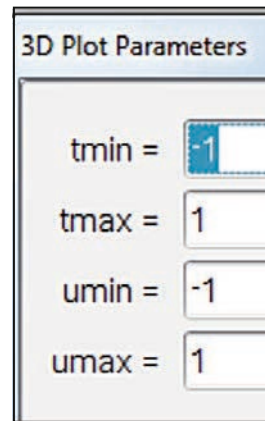 3D Plot Parameters
tmin = -1
tmax = 1
umin = -1
umax = 1